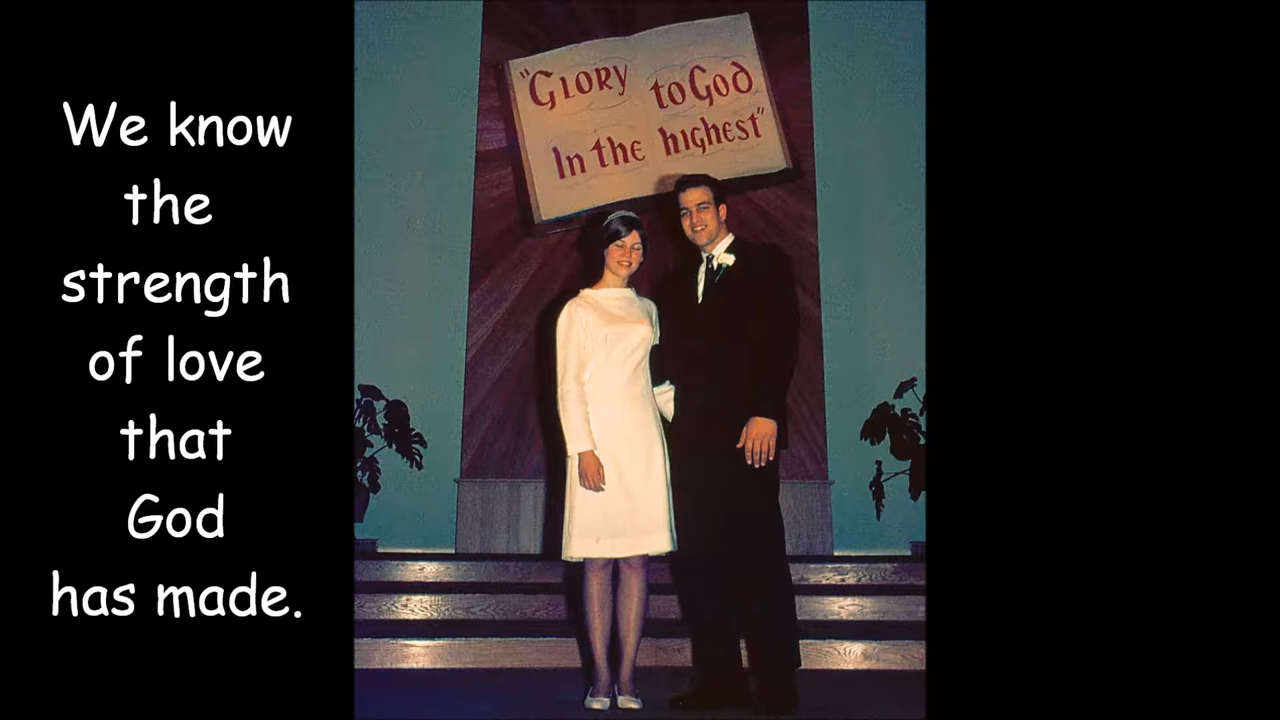 We know
the
strength
of love
that
God
has made.
"Glory to God
In the highest"